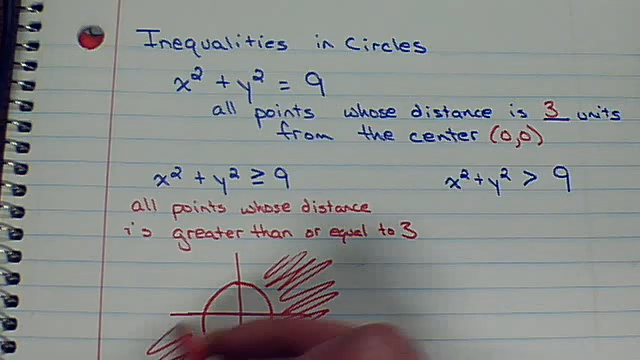 Inequalities in Circles
x² + y² = 9
all points whose distance is 3 units
from the center (0,0)
x² + y² ≥ 9
x² + y² > 9
all points whose distance
is greater than or equal to 3